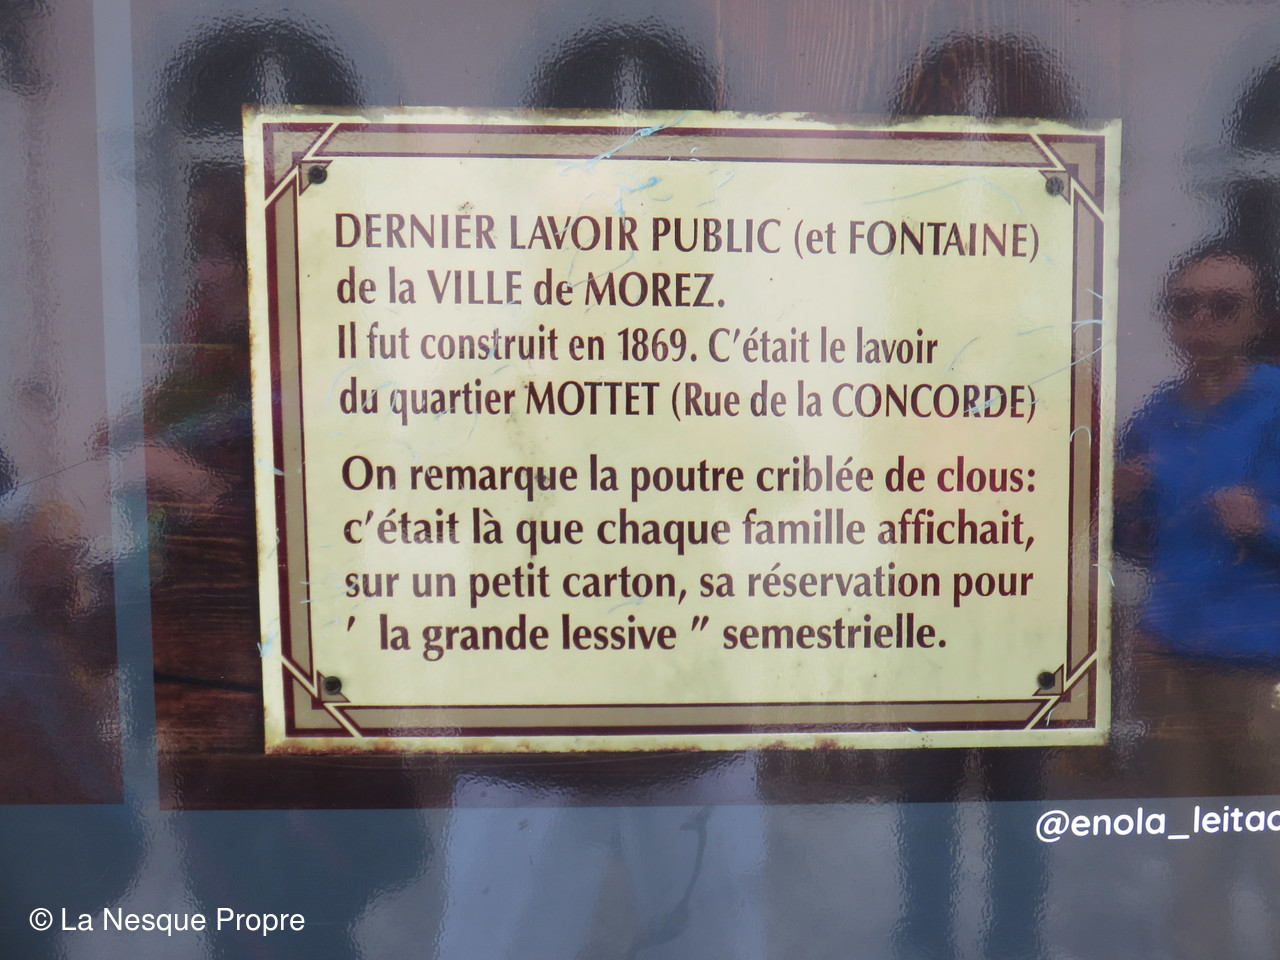 DERNIER LAVOIR PUBLIC (et FONTAINE)
de la VILLE de MOREZ.
Il fut construit en 1869. C'était le lavoir
du quartier MOTTET (Rue de la CONCORDE)
On remarque la poutre criblée de clous:
c'était là que chaque famille affichait,
sur un petit carton, sa réservation pour
' la grande lessive " semestrielle.
@enola_leitao
© La Nesque Propre